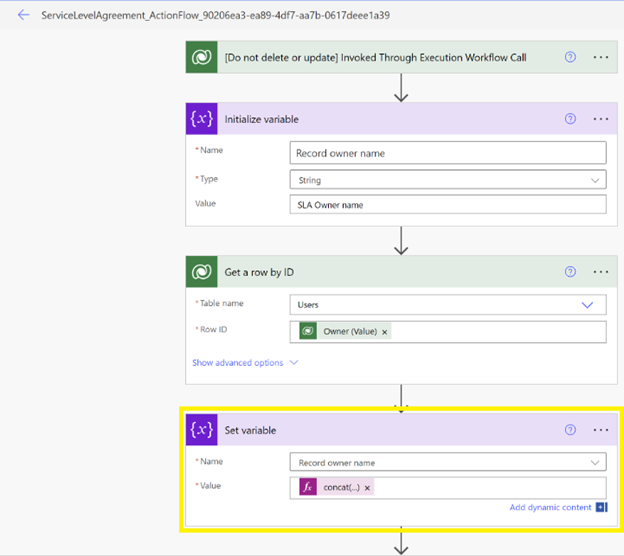 ServiceLevelAgreement_ActionFlow_90206ea3-ea89-4df7-aa7b-0617deee1a39
[Do not delete or update] Invoked Through Execution Workflow Call
{x} Initialize variable
* Name Record owner name
* Type String
Value SLA Owner name
Get a row by ID
* Table name Users
* Row ID Owner (Value) ×
Show advanced options
{x} Set variable
* Name Record owner name
* Value fx concat(...) ×
Add dynamic content